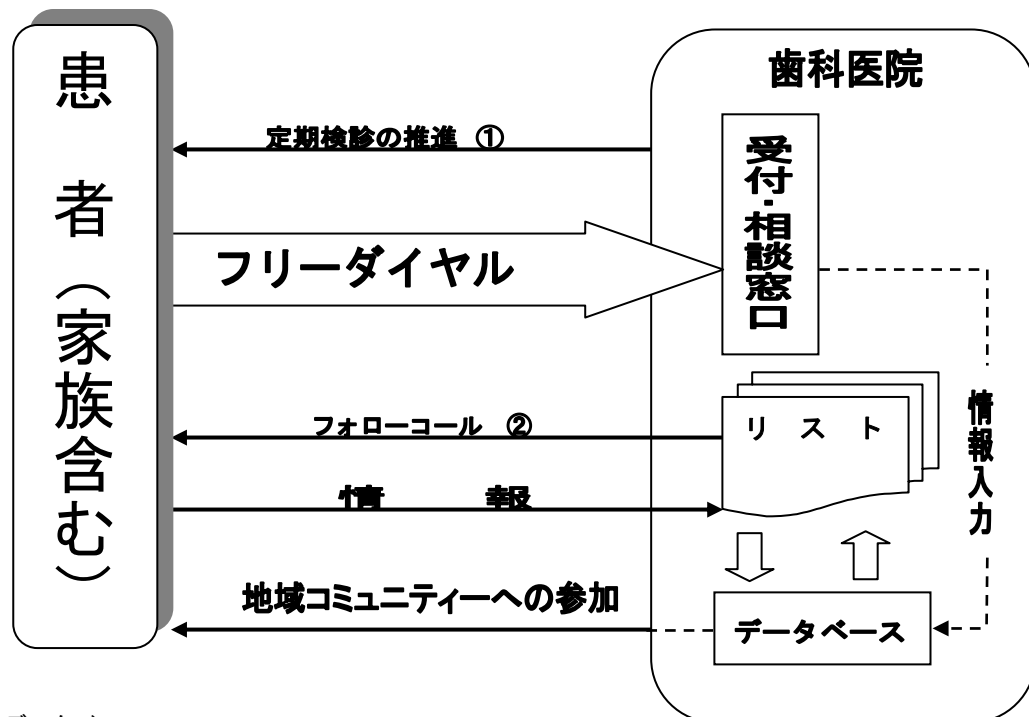 患者（家族含む）
歯科医院
定期検診の推進 ①
受付・相談窓口
フリーダイヤル
フォローコール ②
リスト
情報入力
情報
地域コミュニティーへの参加
データベース